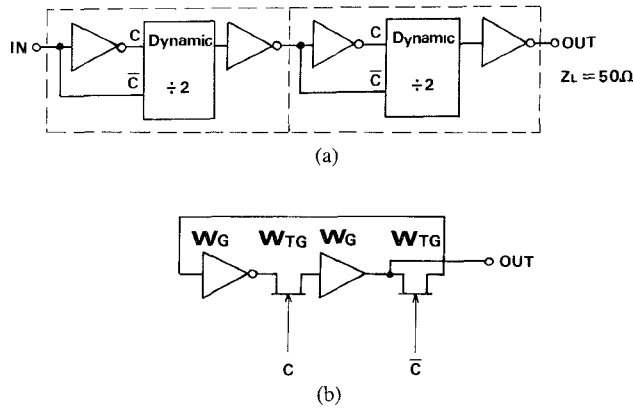 IN C Dynamic C Dynamic OUT
C̅ ÷2 C̅ ÷2 ZL = 50Ω
(a)
WG WTG WG WTG
OUT
C C̅
(b)